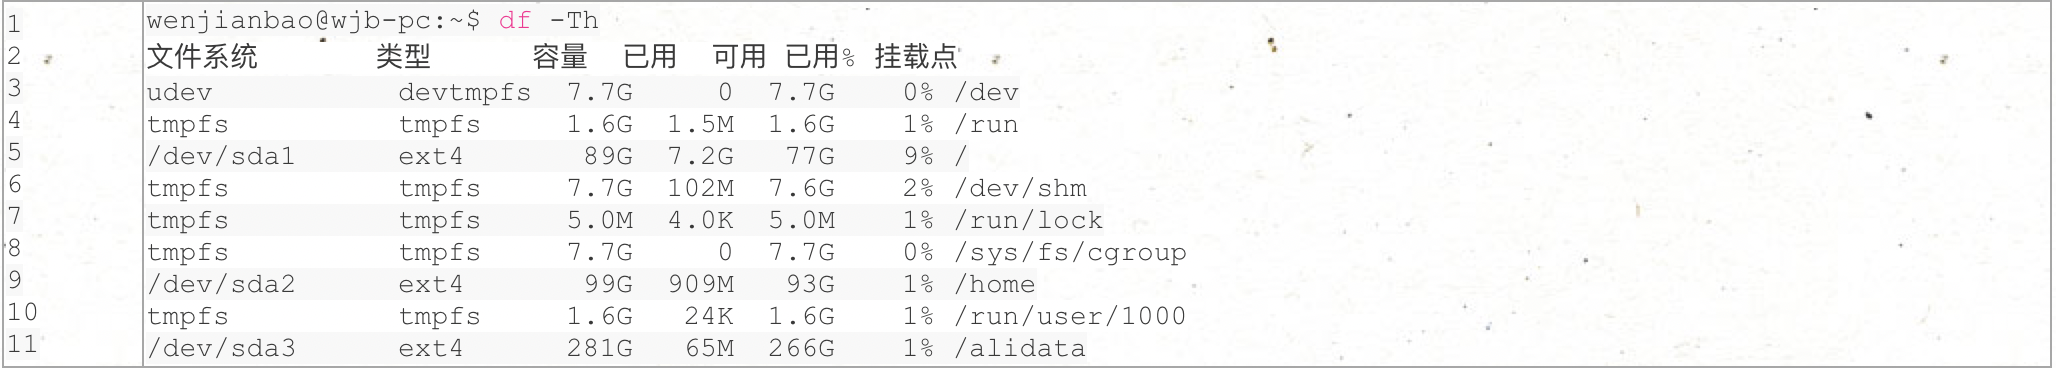 1 wenjianbao@wjb-pc:~$ df -Th
2 文件系统 类型 容量 已用 可用 已用% 挂载点
3 udev devtmpfs 7.7G 0 7.7G 0% /dev
4 tmpfs tmpfs 1.6G 1.5M 1.6G 1% /run
5 /dev/sda1 ext4 89G 7.2G 77G 9% /
6 tmpfs tmpfs 7.7G 102M 7.6G 2% /dev/shm
7 tmpfs tmpfs 5.0M 4.0K 5.0M 1% /run/lock
8 tmpfs tmpfs 7.7G 0 7.7G 0% /sys/fs/cgroup
9 /dev/sda2 ext4 99G 909M 93G 1% /home
10 tmpfs tmpfs 1.6G 24K 1.6G 1% /run/user/1000
11 /dev/sda3 ext4 281G 65M 266G 1% /alidata